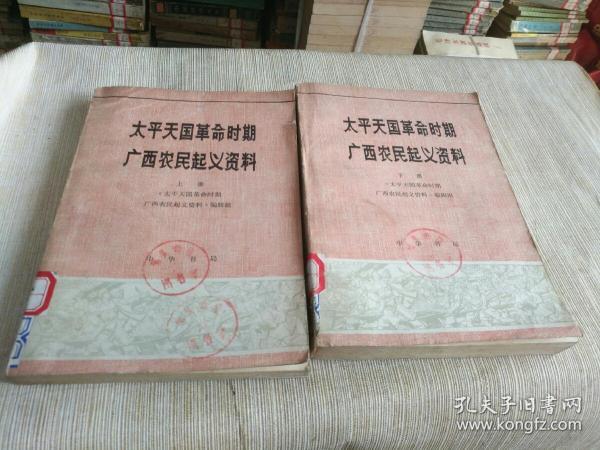 太平天国革命时期
广西农民起义资料
上册
《太平天国革命时期
广西农民起义资料》编辑组
中华书局
太平天国革命时期
广西农民起义资料
下册
《太平天国革命时期
广西农民起义资料》编辑组
中华书局
孔夫子旧书网
www.kongfz.com